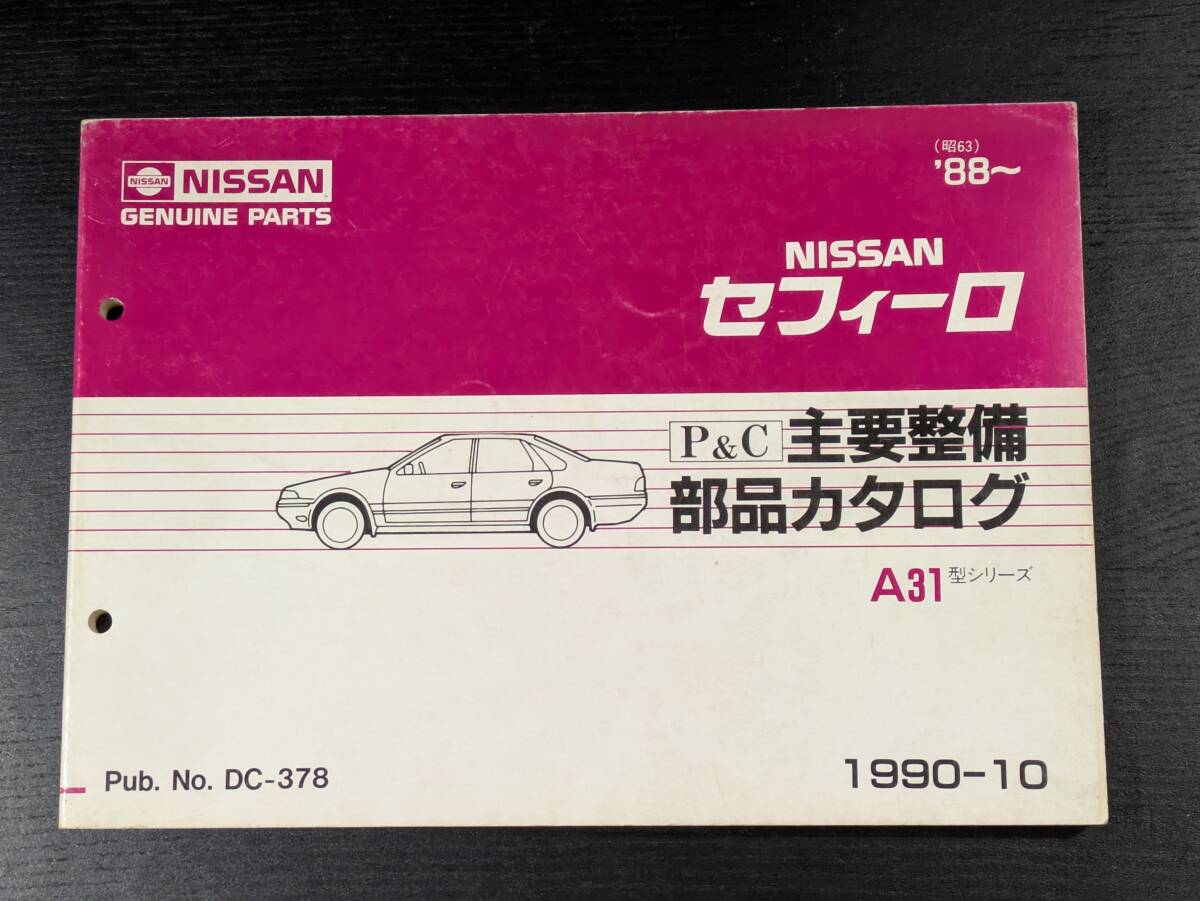 NISSAN NISSAN
GENUINE PARTS
(昭63)
'88～
NISSAN
セフィーロ
P&C 主要整備
部品カタログ
A31 型シリーズ
Pub. No. DC-378
1990-10